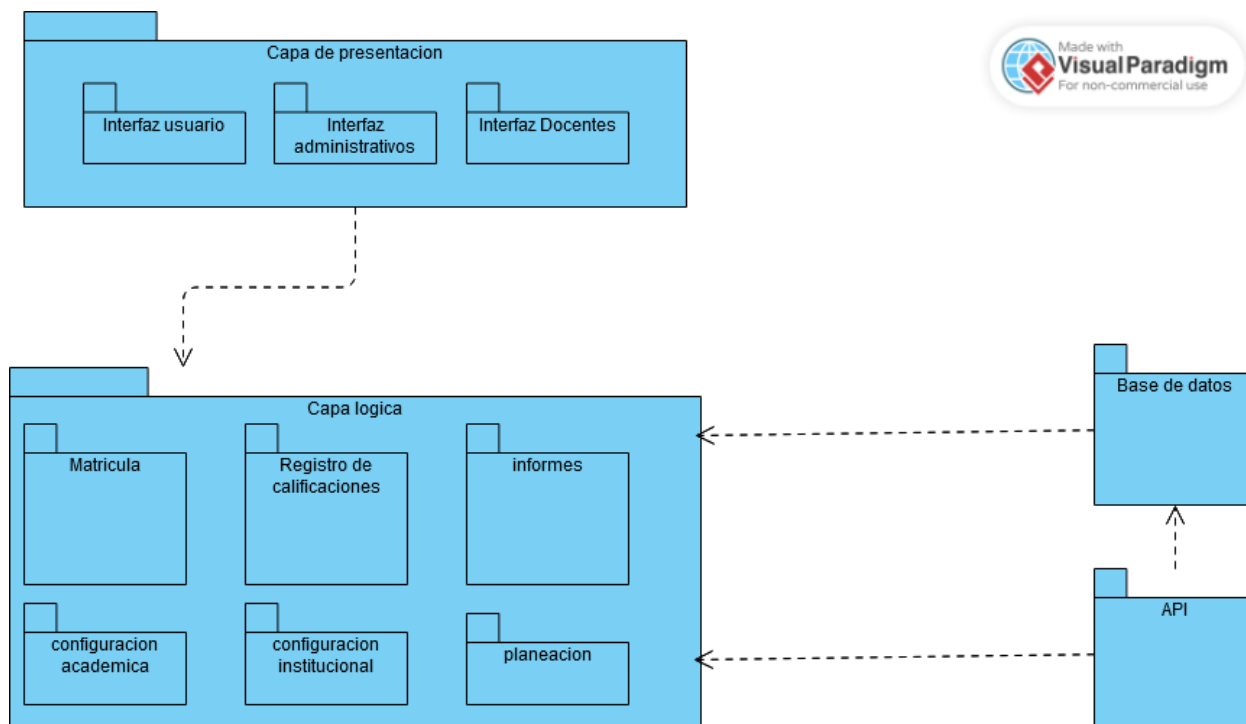 Capa de presentacion
Interfaz usuario
Interfaz
administrativos
Interfaz Docentes
Made with
Visual Paradigm
For non-commercial use
Capa logica
Matricula
Registro de
calificaciones
informes
configuracion
academica
configuracion
institucional
planeacion
Base de datos
API